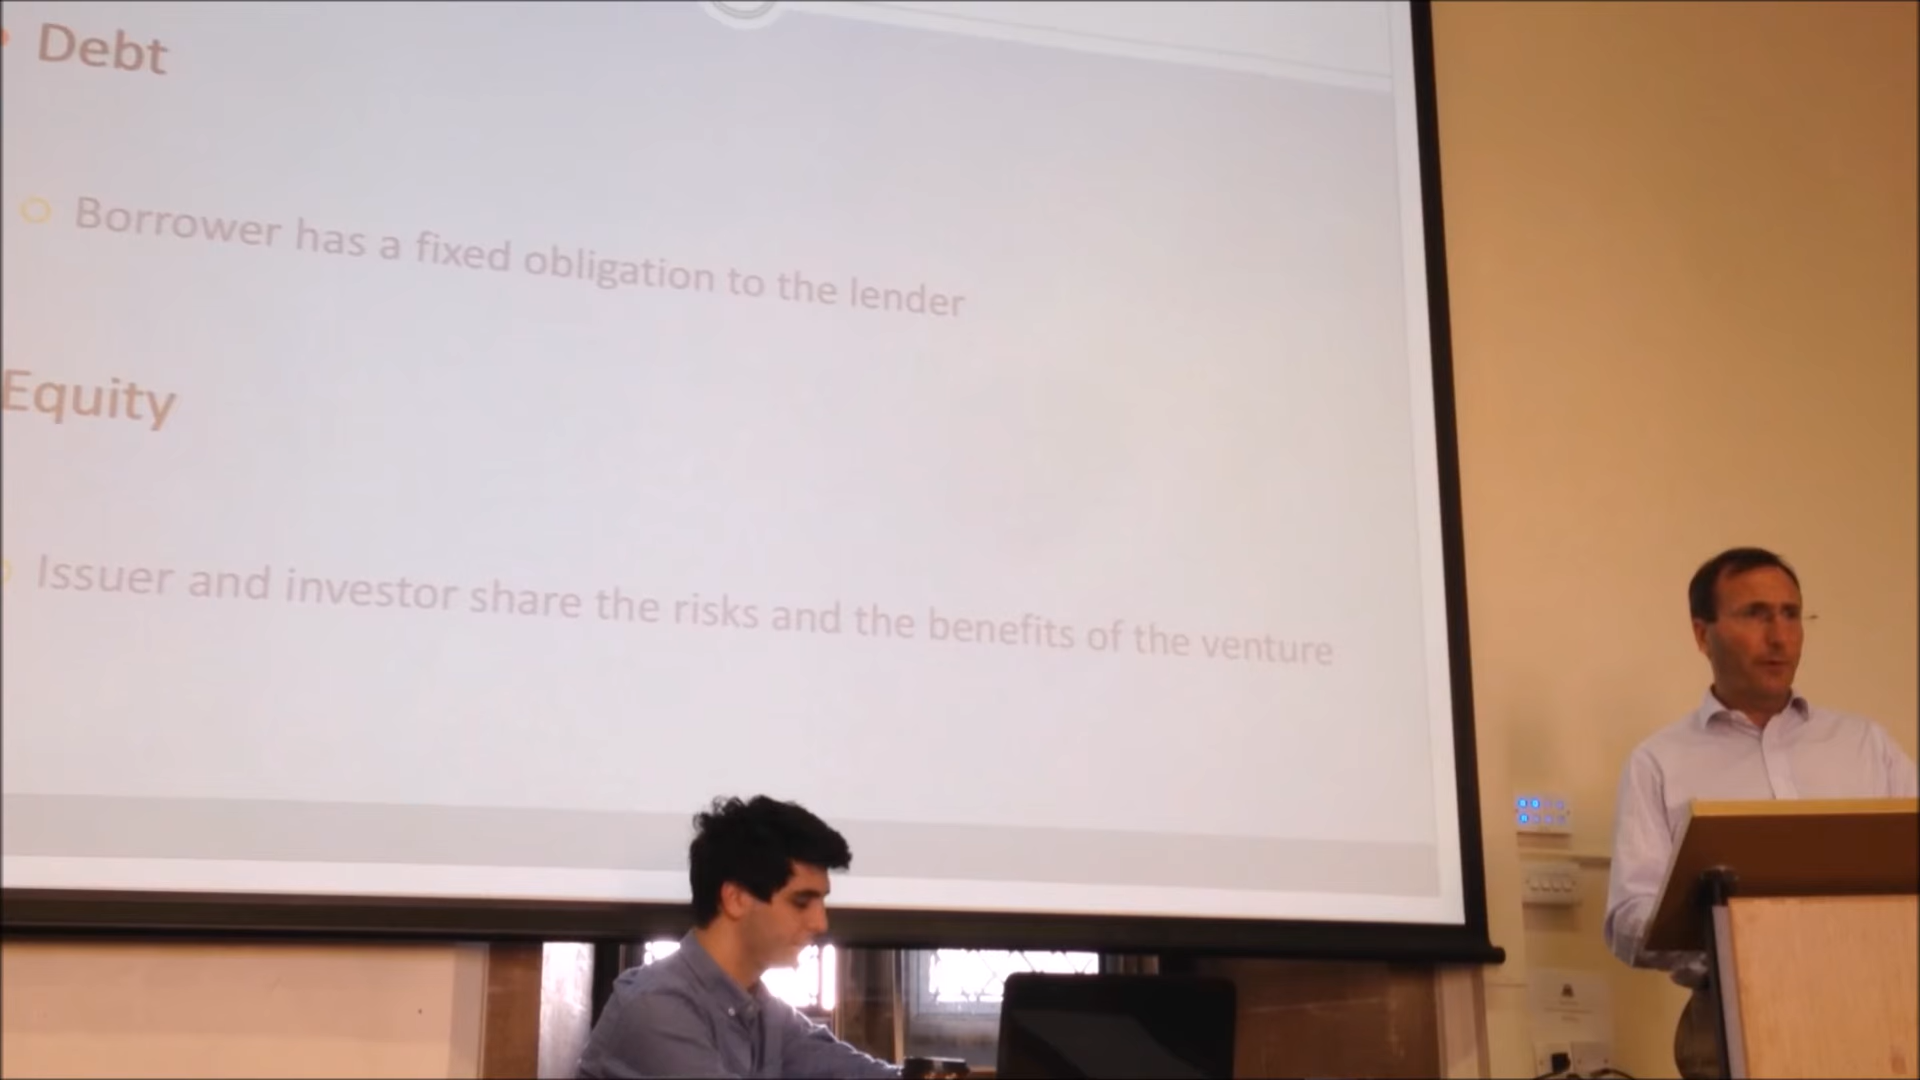 Debt
Borrower has a fixed obligation to the lender
Equity
Issuer and investor share the risks and the benefits of the venture